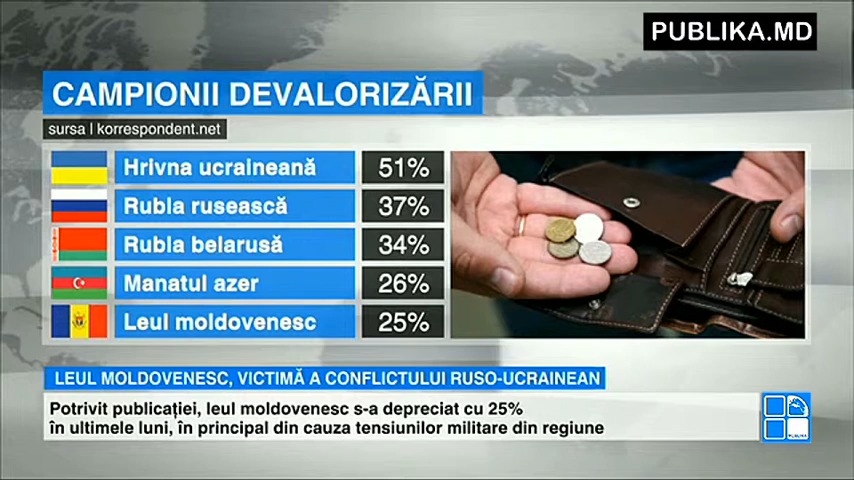 PUBLIKA.MD
CAMPIONII DEVALORIZĂRII
sursa | korrespondent.net
Hrivna ucraineană 51%
Rubla rusească 37%
Rubla belarusă 34%
Manatul azer 26%
Leul moldovenesc 25%
LEUL MOLDOVENESC, VICTIMĂ A CONFLICTULUI RUSO-UCRAINEAN
Potrivit publicației, leul moldovenesc s-a depreciat cu 25%
în ultimele luni, în principal din cauza tensiunilor militare din regiune
PUBLIKA